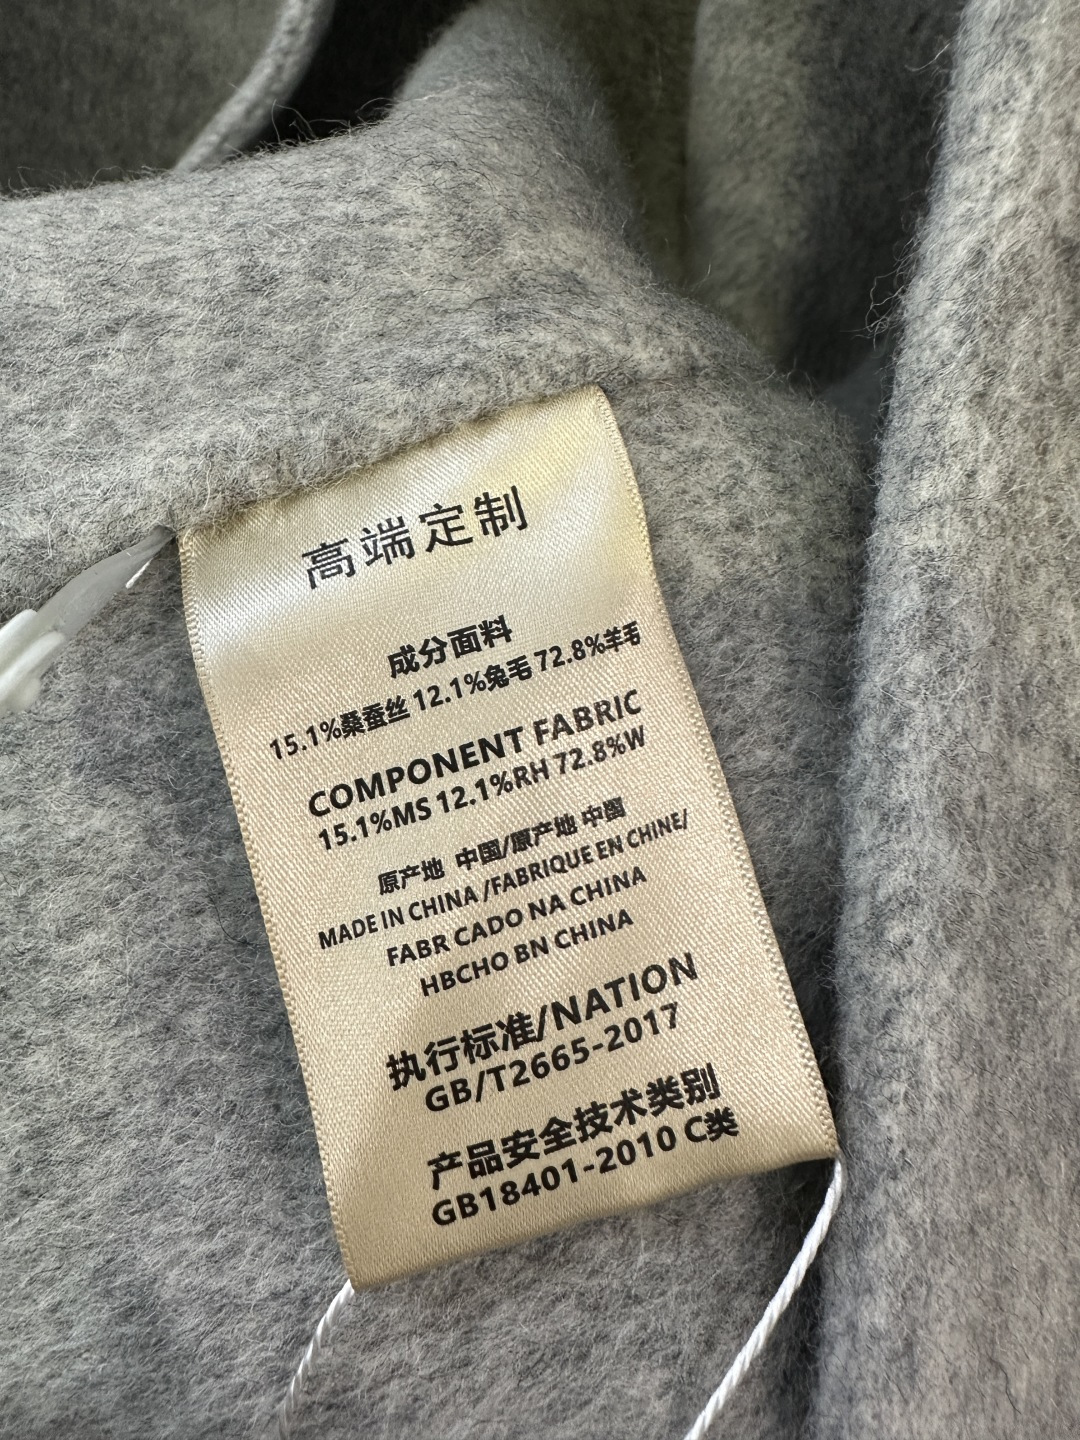 高端定制
成分面料
15.1%桑蚕丝 12.1%兔毛 72.8%羊毛
COMPONENT FABRIC
15.1%MS 12.1%RH 72.8%W
原产地 中国/原产地 中国
MADE IN CHINA /FABRIQUE EN CHINE/
FABR CADO NA CHINA
HBCHO BN CHINA
执行标准/NATION
GB/T2665-2017
产品安全技术类别
GB18401-2010 C类